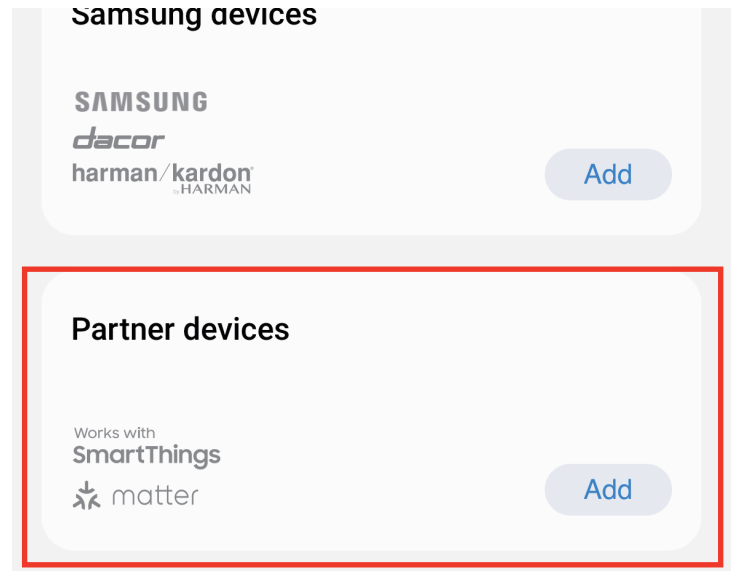 Samsung devices
SAMSUNG
dacor
harman/kardon®
by HARMAN
Add
Partner devices
Works with
SmartThings
matter
Add